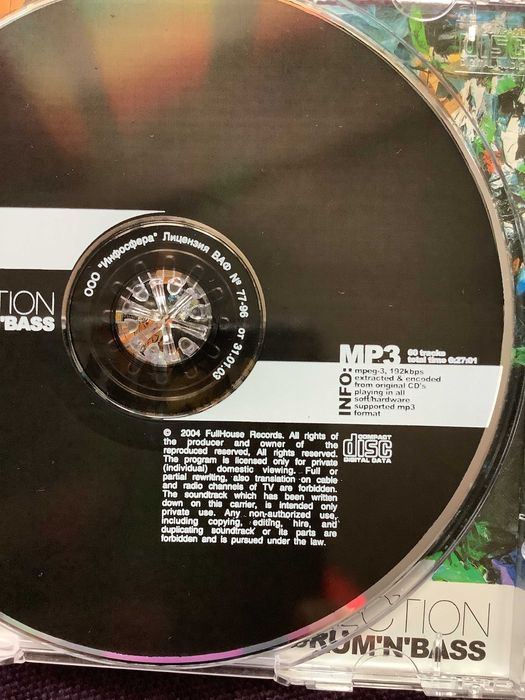 ООО "Инфосфера" Лицензия ВАФ № 77-96 от 31.01.03
TION
'BASS
MP3 60 tracks
total time 6:27:01
INFO:
mpeg-3, 192kbps
extracted & encoded
from original CD's
playing in all
soft/hardware
supported mp3
format
COMPACT
disc
DIGITAL DATA
© 2004 FullHouse Records. All rights of
the producer and owner of the
reproduced reserved, All rights reserved.
The program is licensed only for private
(individual) domestic viewing. Full or
partial rewriting, also translation on cable
and radio channels of TV are forbidden.
The soundtrack which has been written
down on this carrier, is intended only
private use. Any non-authorized use,
including copying, editing, hire, and
duplicating soundtrack or its parts are
forbidden and is pursued under the law.
ECTION
DRUM'N'BASS